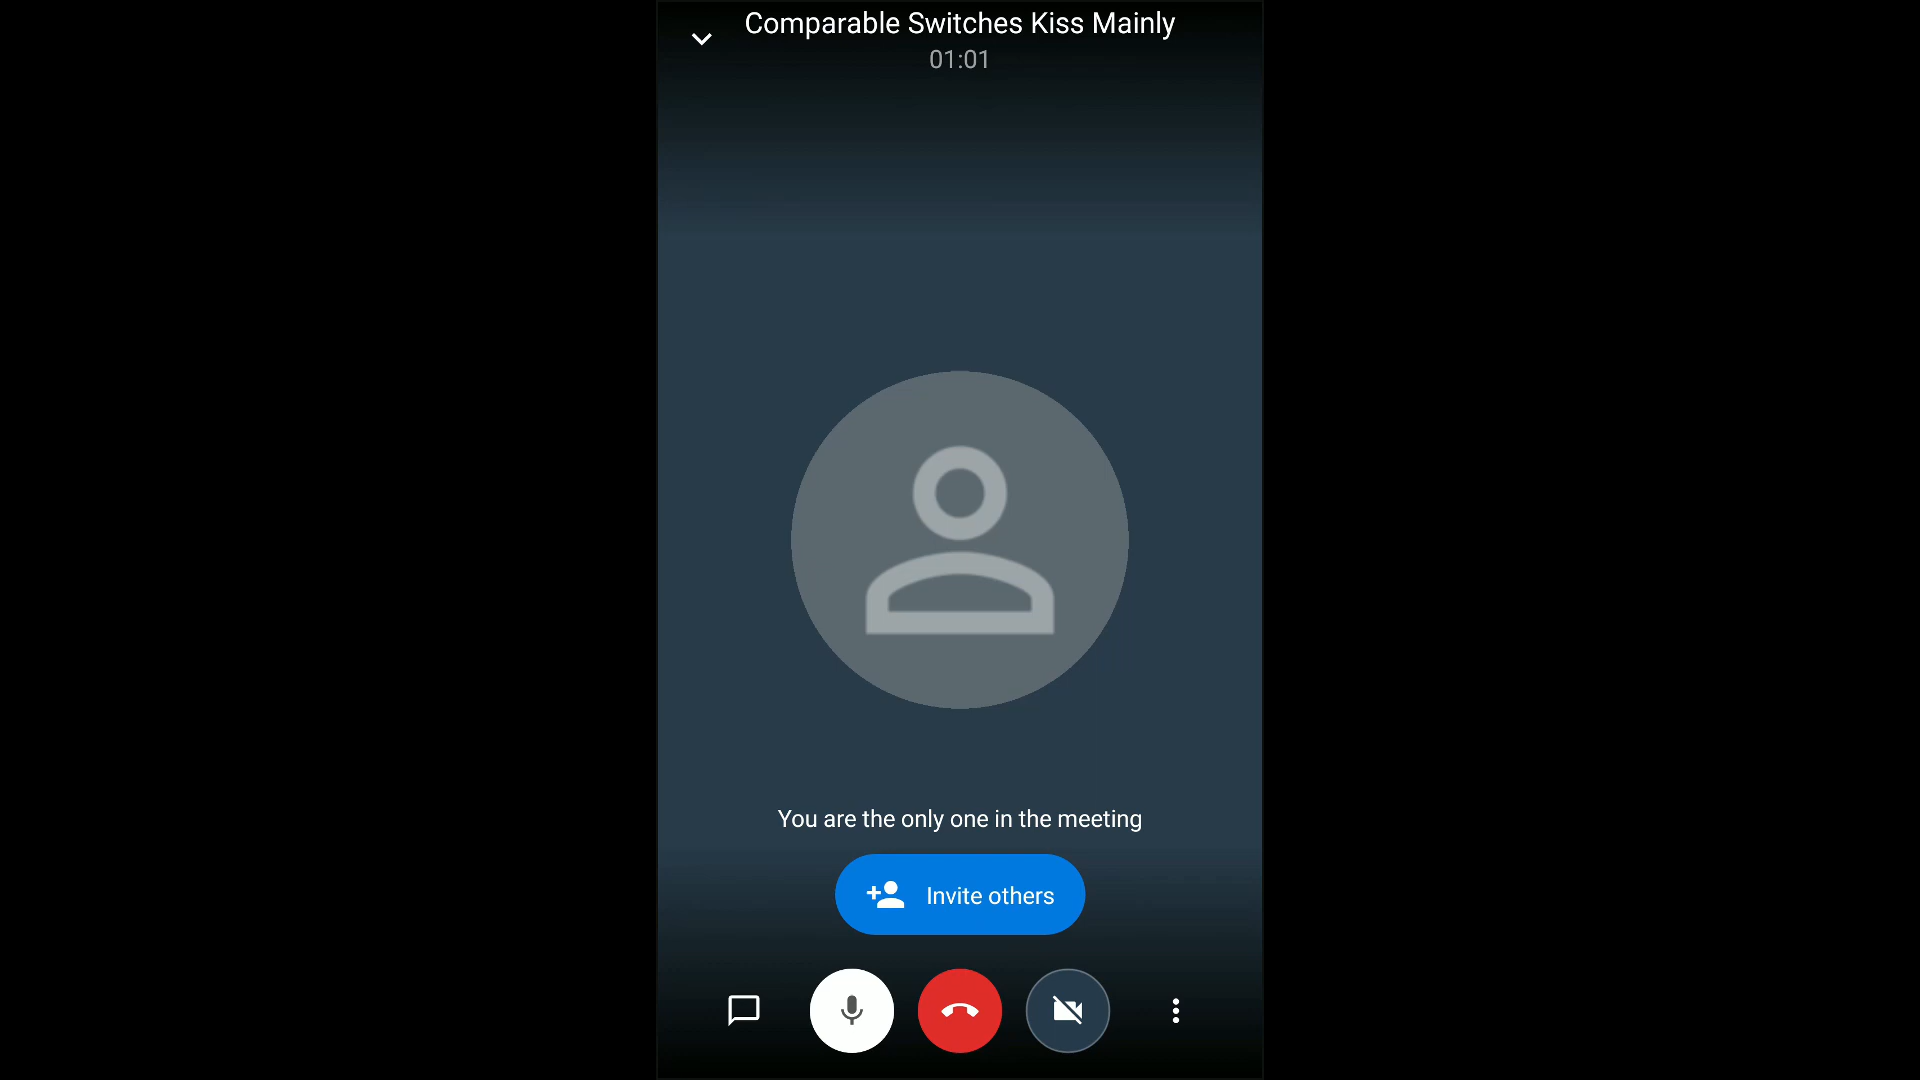 Comparable Switches Kiss Mainly
01:01
You are the only one in the meeting
Invite others